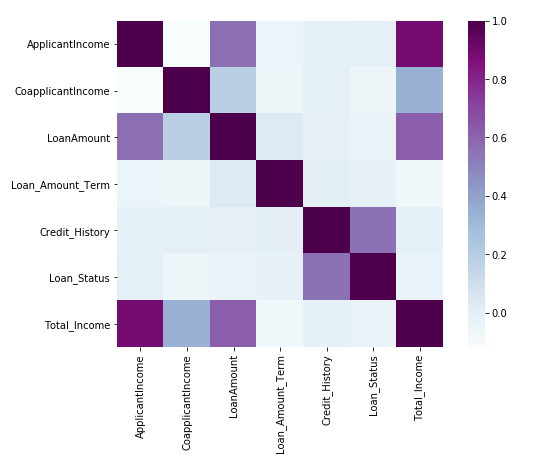 ApplicantIncome
CoapplicantIncome
LoanAmount
Loan_Amount_Term
Credit_History
Loan_Status
Total_Income
ApplicantIncome
CoapplicantIncome
LoanAmount
Loan_Amount_Term
Credit_History
Loan_Status
Total_Income
1.0
0.8
0.6
0.4
0.2
0.0